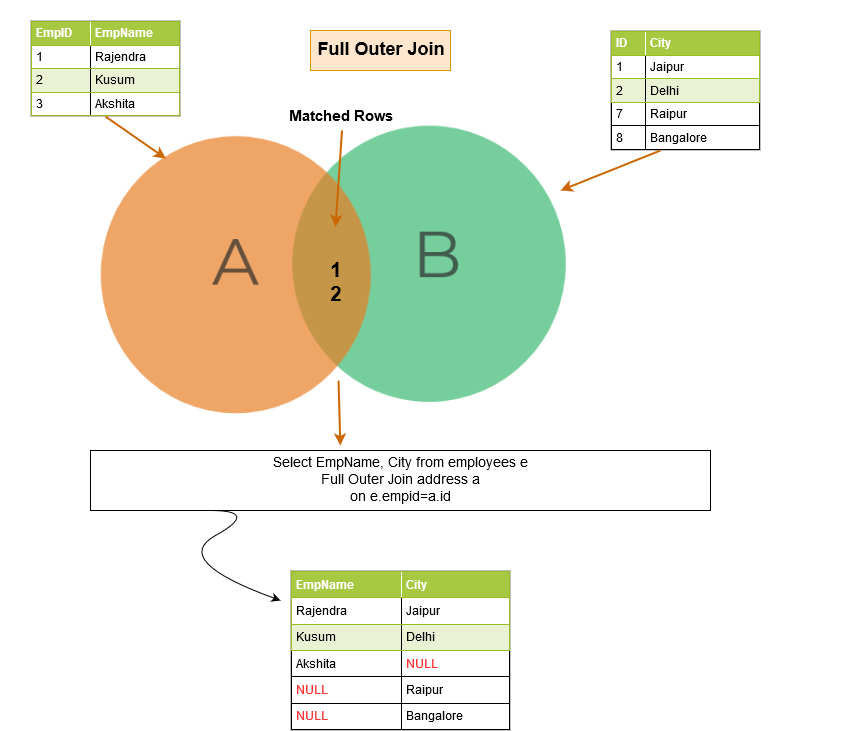 EmpID EmpName
1 Rajendra
2 Kusum
3 Akshita
Full Outer Join
ID City
1 Jaipur
2 Delhi
7 Raipur
8 Bangalore
Matched Rows
A
B
1
2
Select EmpName, City from employees e
Full Outer Join address a
on e.empid=a.id
EmpName City
Rajendra Jaipur
Kusum Delhi
Akshita NULL
NULL Raipur
NULL Bangalore